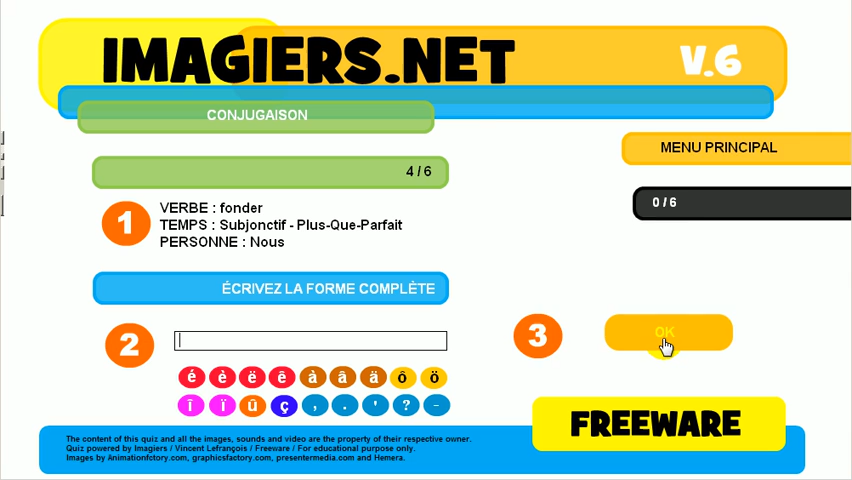 IMAGIERS.NET
V.6
CONJUGAISON
MENU PRINCIPAL
4 / 6
0 / 6
1
VERBE : fonder
TEMPS : Subjonctif - Plus-Que-Parfait
PERSONNE : Nous
ÉCRIVEZ LA FORME COMPLÈTE
2
3
OK
é è ë ê à â ä ô ö
î ï û ç , . ' ? -
FREEWARE
The content of this quiz and all the images, sounds and video are the property of their respective owner.
Quiz powered by Imagiers / Vincent Lefrançois / Freeware / For educational purpose only.
Images by Animationfctory.com, graphicsfactory.com, presentermedia.com and Hemera.